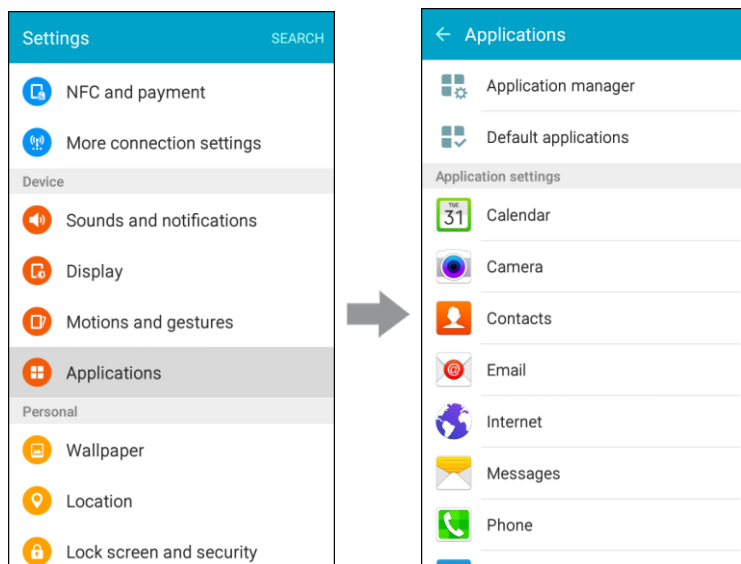 Settings
SEARCH
NFC and payment
More connection settings
Device
Sounds and notifications
Display
Motions and gestures
Applications
Personal
Wallpaper
Location
Lock screen and security
Applications
Application manager
Default applications
Application settings
TUE
31
Calendar
Camera
Contacts
@
Email
Internet
Messages
Phone